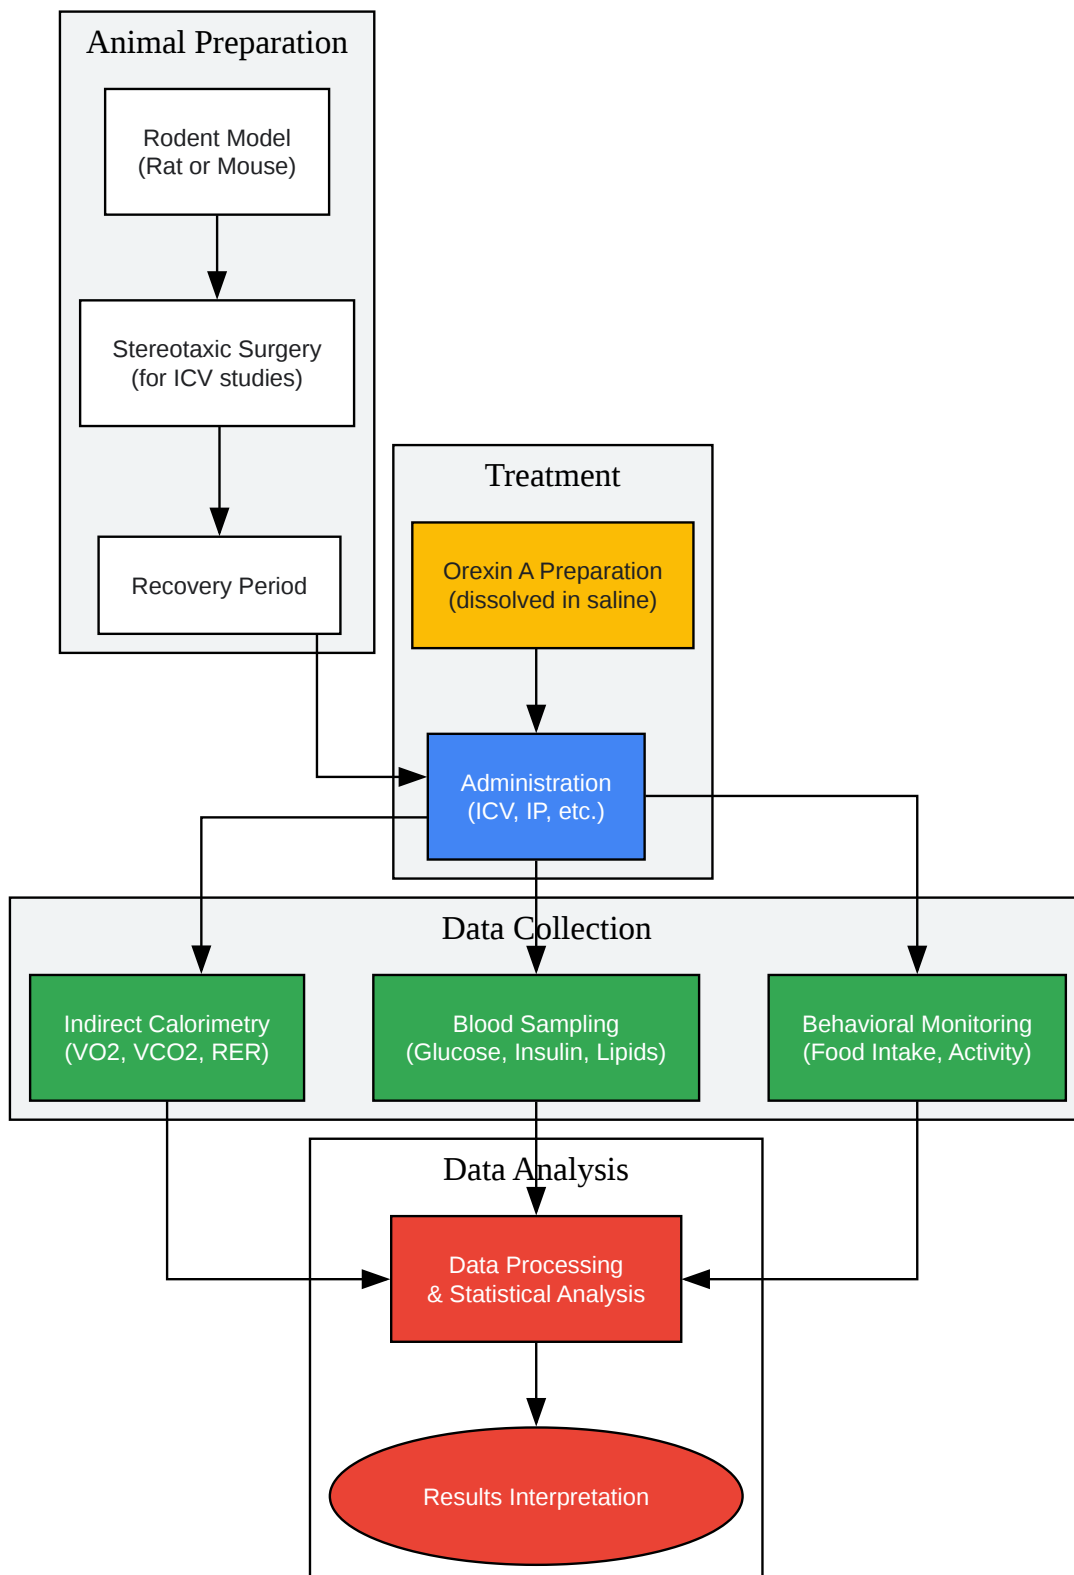 Animal Preparation
Rodent Model
(Rat or Mouse)
Stereotaxic Surgery
(for ICV studies)
Recovery Period
Treatment
Orexin A Preparation
(dissolved in saline)
Administration
(ICV, IP, etc.)
Data Collection
Indirect Calorimetry
(VO2, VCO2, RER)
Blood Sampling
(Glucose, Insulin, Lipids)
Behavioral Monitoring
(Food Intake, Activity)
Data Analysis
Data Processing
& Statistical Analysis
Results Interpretation